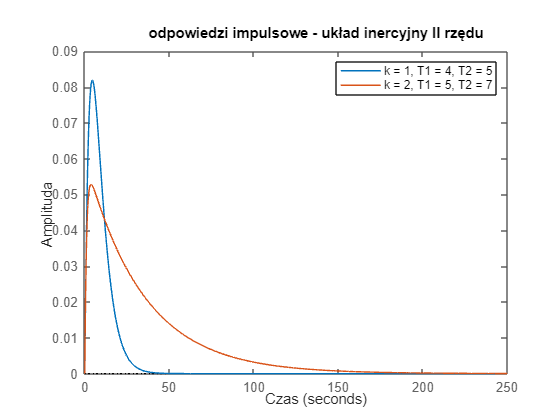 odpowiedzi impulsowe - układ inercyjny II rzędu
k = 1, T1 = 4, T2 = 5
k = 2, T1 = 5, T2 = 7
Amplituda
0.09
0.08
0.07
0.06
0.05
0.04
0.03
0.02
0.01
0
0 50 100 150 200 250
Czas (seconds)